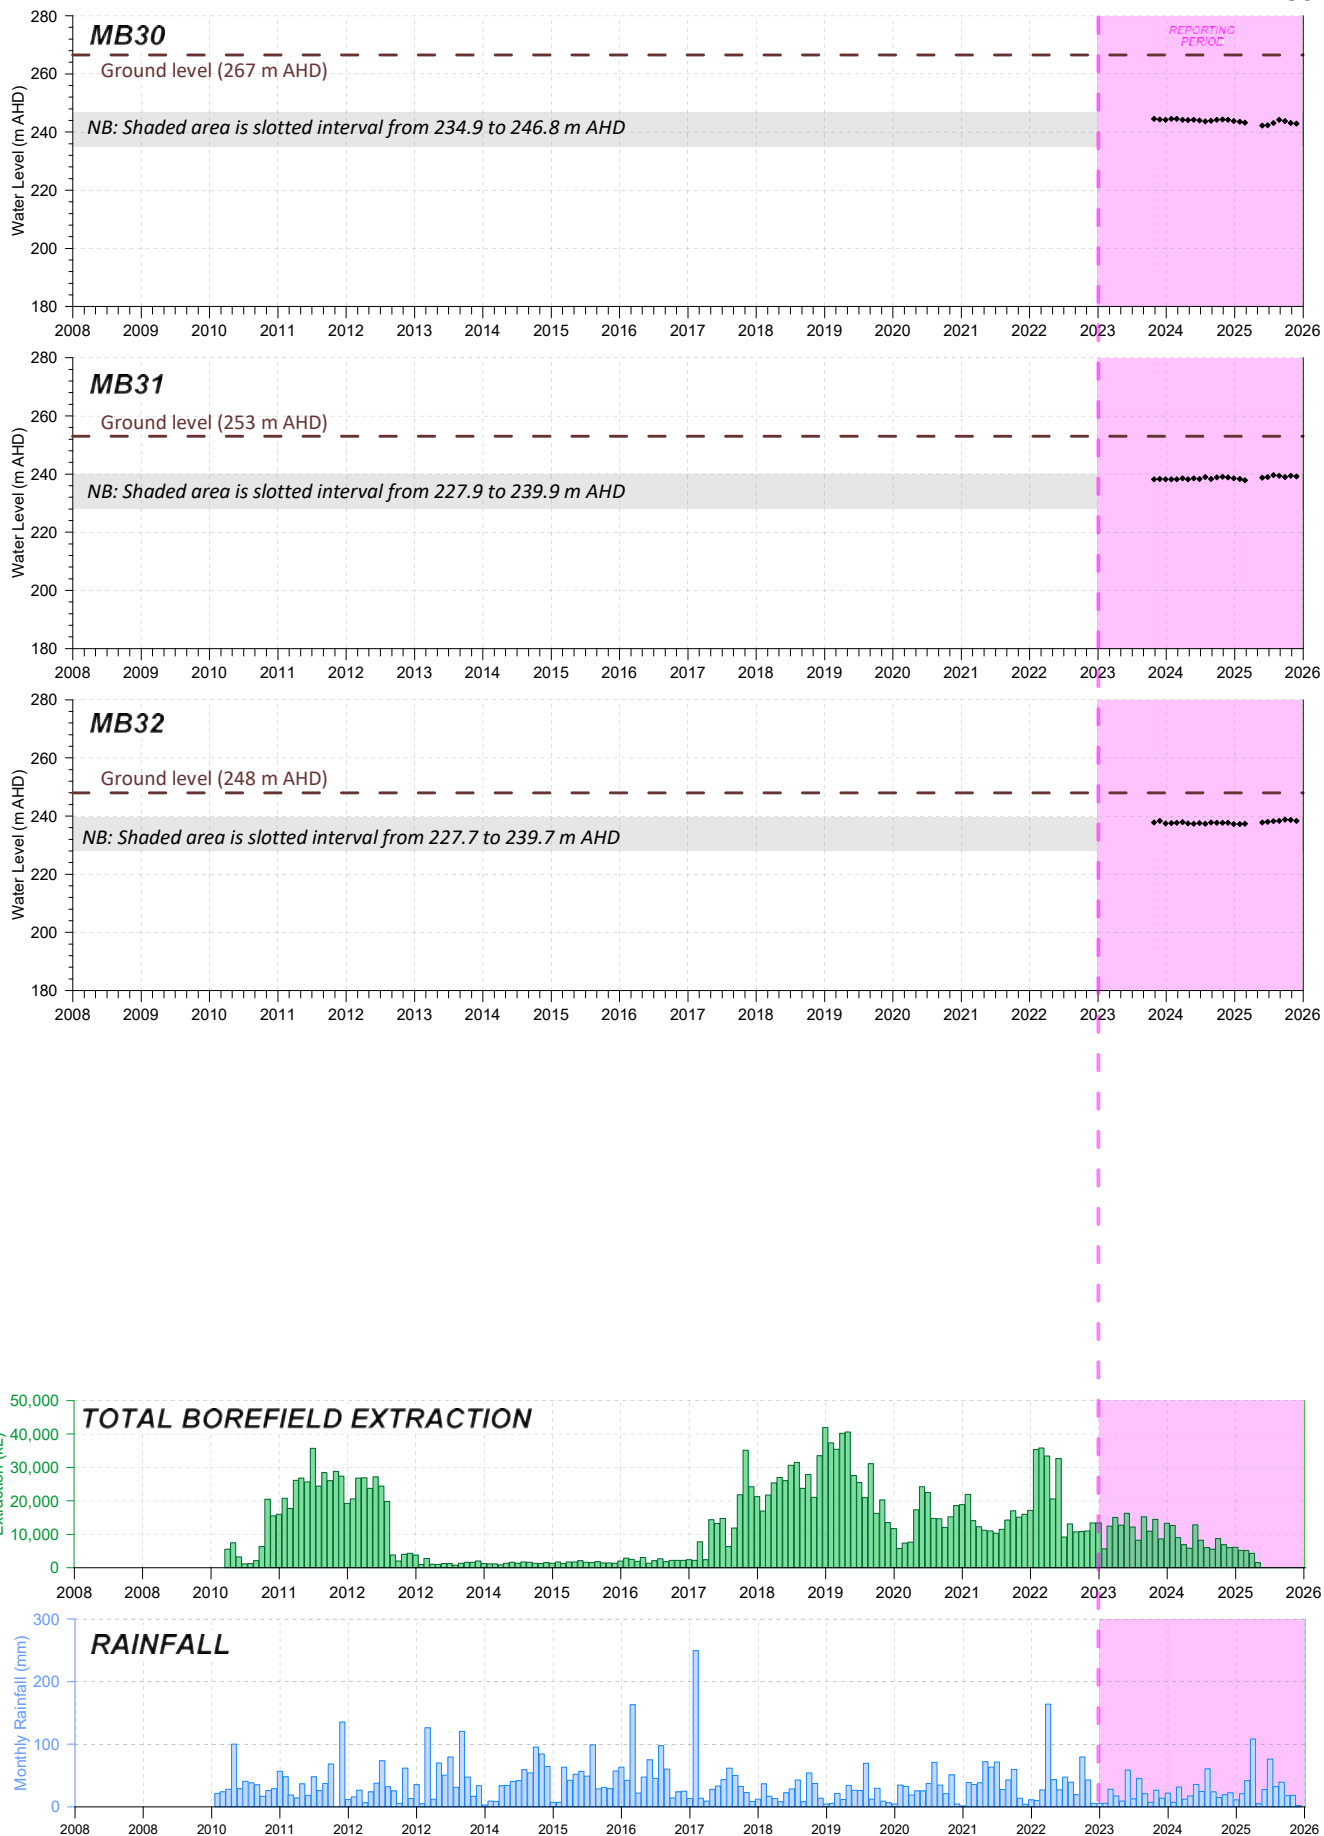 280
MB30
REPORTING
PERIOD
260
Ground level (267 m AHD)
240
NB: Shaded area is slotted interval from 234.9 to 246.8 m AHD
220
200
180
Water Level (m AHD)
2008 2009 2010 2011 2012 2013 2014 2015 2016 2017 2018 2019 2020 2021 2022 2023 2024 2025 2026
280
MB31
260
Ground level (253 m AHD)
240
NB: Shaded area is slotted interval from 227.9 to 239.9 m AHD
220
200
180
Water Level (m AHD)
2008 2009 2010 2011 2012 2013 2014 2015 2016 2017 2018 2019 2020 2021 2022 2023 2024 2025 2026
280
MB32
260
Ground level (248 m AHD)
240
NB: Shaded area is slotted interval from 227.7 to 239.7 m AHD
220
200
180
Water Level (m AHD)
2008 2009 2010 2011 2012 2013 2014 2015 2016 2017 2018 2019 2020 2021 2022 2023 2024 2025 2026
50,000
TOTAL BOREFIELD EXTRACTION
40,000
30,000
20,000
10,000
0
2008 2008 2010 2011 2012 2012 2014 2015 2016 2016 2018 2019 2020 2021 2022 2023 2024 2025 2026
300
RAINFALL
200
100
0
Monthly Rainfall (mm)
2008 2008 2010 2010 2012 2012 2014 2014 2016 2016 2018 2019 2020 2021 2022 2023 2024 2025 2026